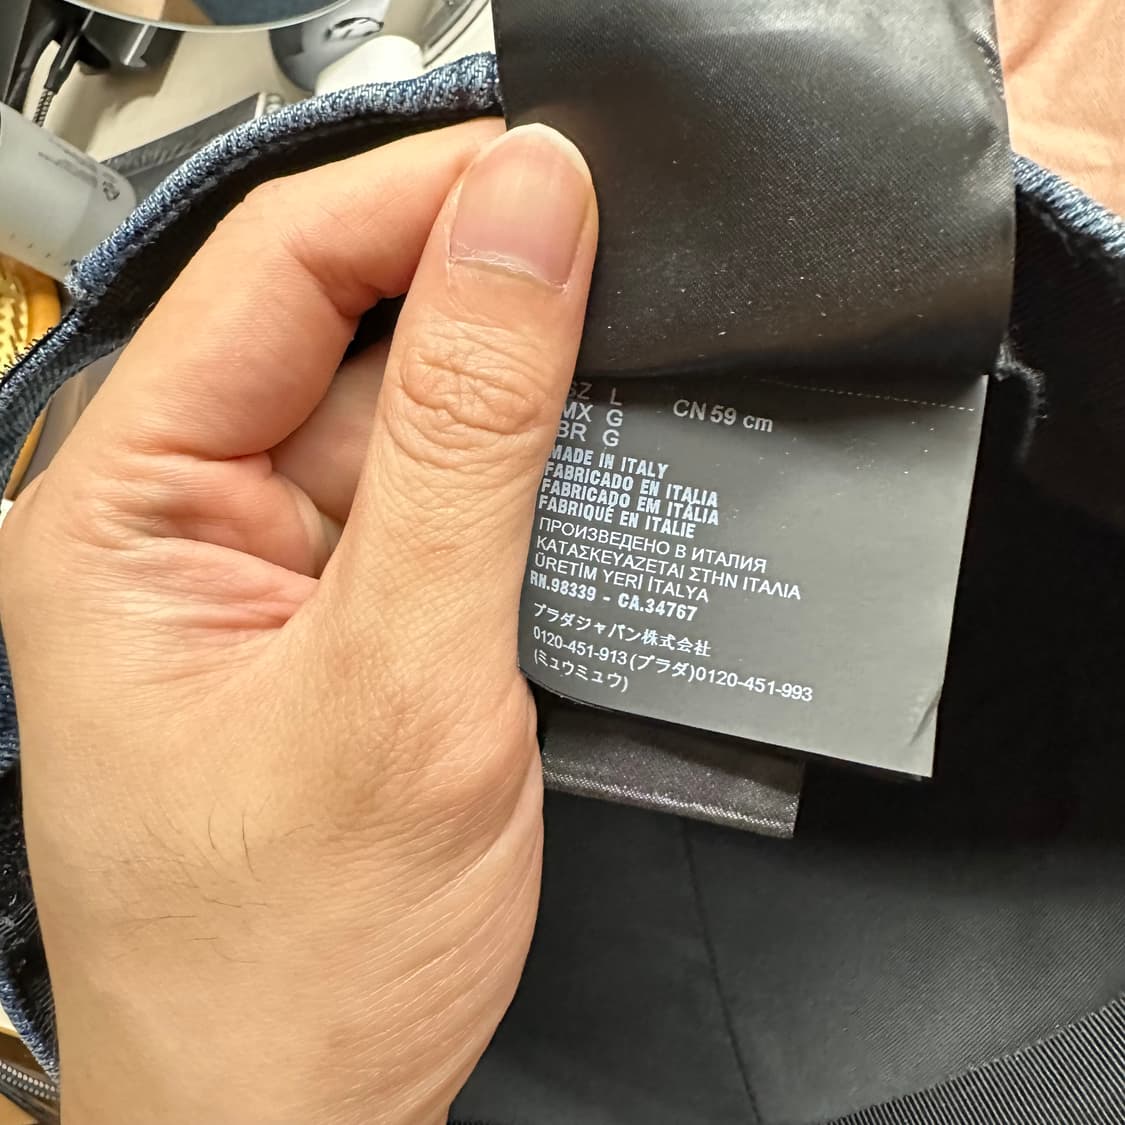 SZ L
MX G CN 59 cm
BR G
MADE IN ITALY
FABRICADO EN ITALIA
FABRICADO EM ITÀLIA
FABRIQUÉ EN ITALIE
ПРОИЗВЕДЕНО В ИТАЛИЯ
ΚΑΤΑΣΚΕΥΑΖΕΤΑΙ ΣΤΗΝ ΙΤΑΛΙΑ
ÜRETİM YERİ İTALYA
RN.98339 - CA.34767
プラダジャパン株式会社
0120-451-913(プラダ)0120-451-993
(ミュウミュウ)